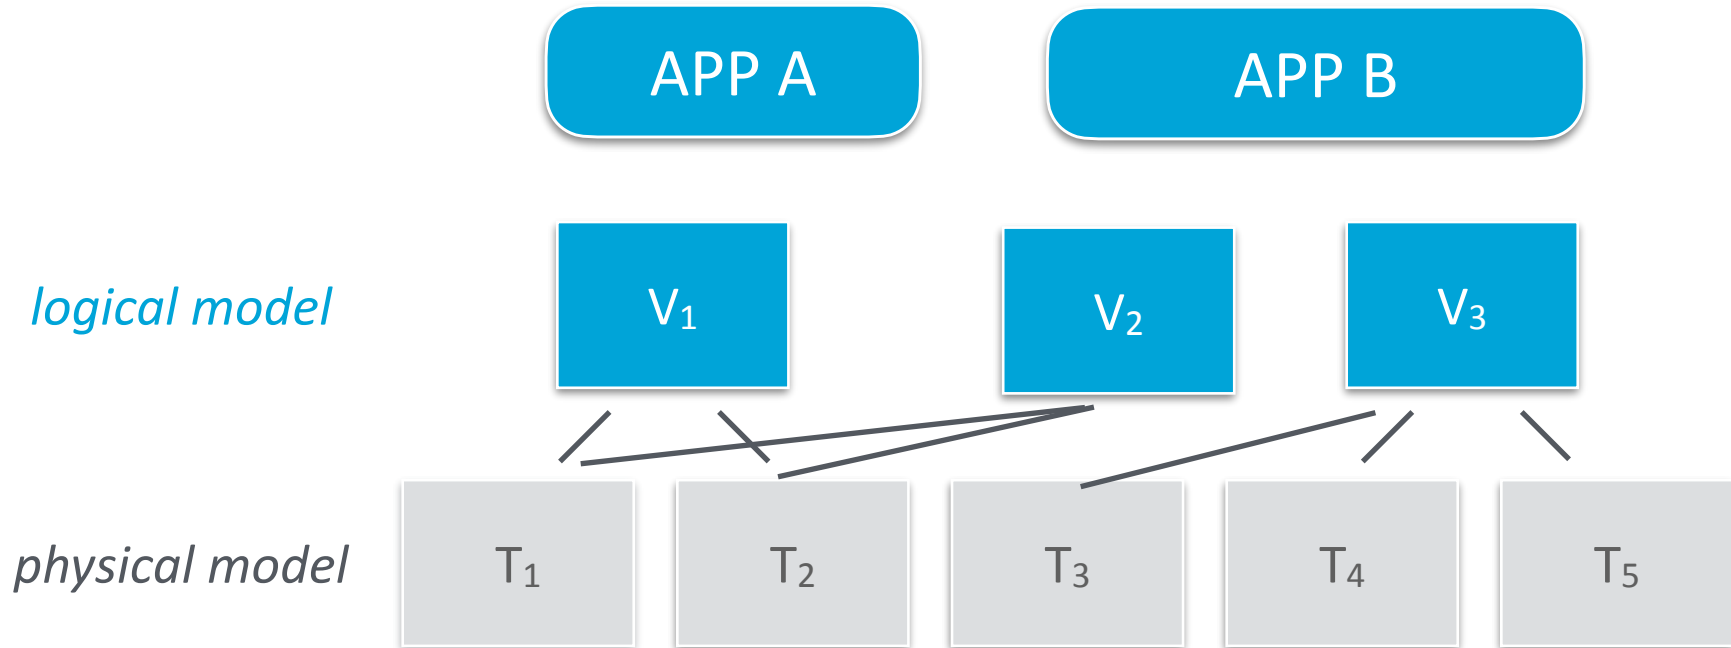 APP A
APP B
logical model
V₁
V₂
V₃
physical model
T₁
T₂
T₃
T₄
T₅